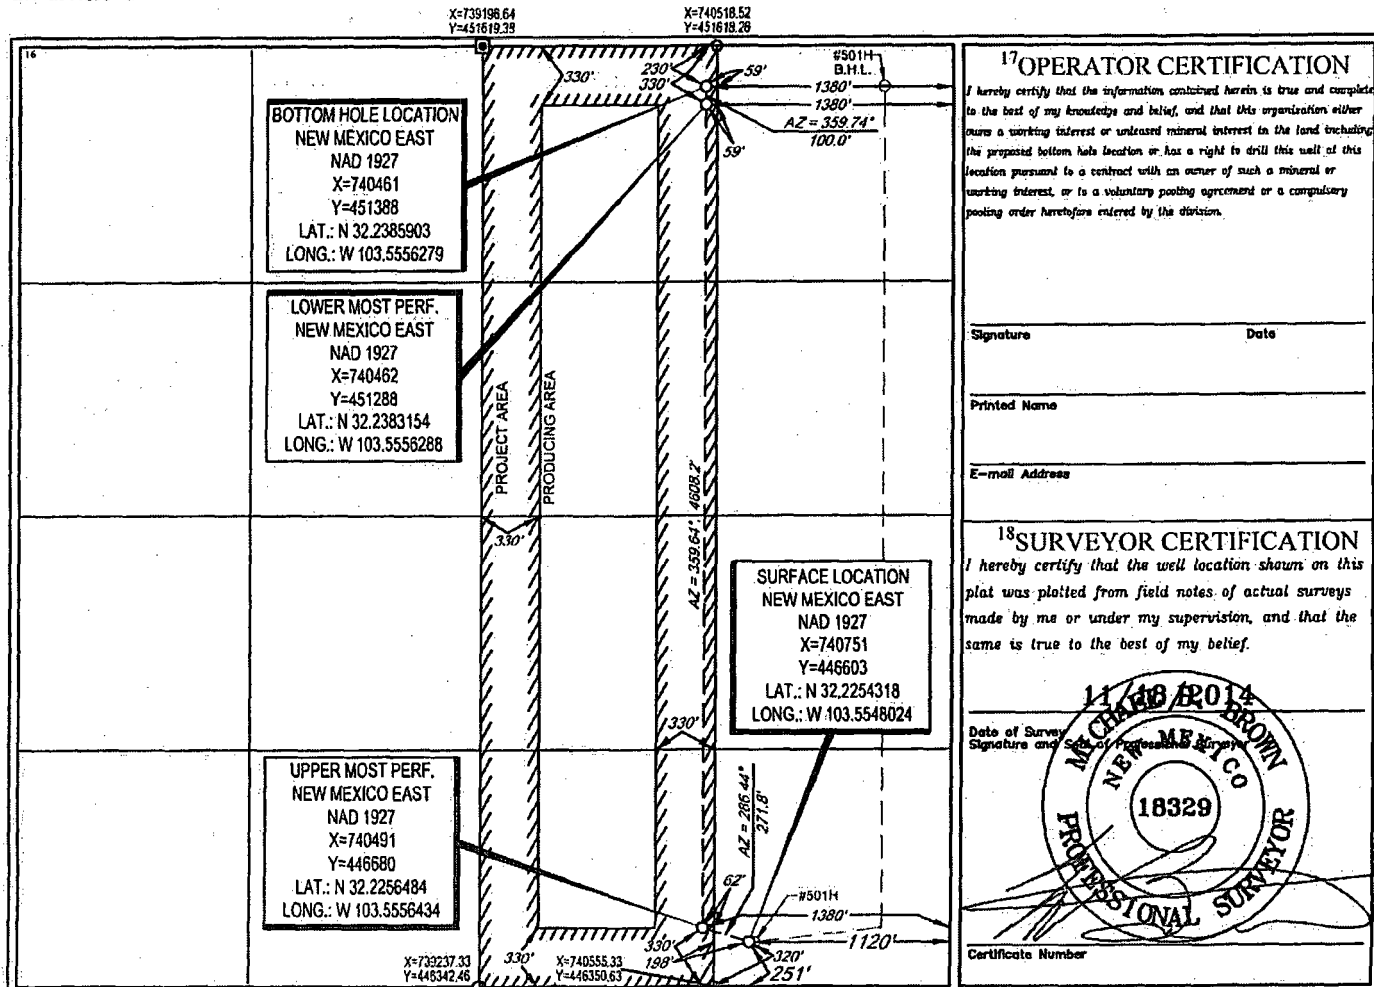 X=739196.64
Y=451619.39
X=740518.52
Y=451618.26
16
330'
230'
330'
59'
#501H
B.H.L.
1380'
1380'
AZ = 359.74°
100.0'
59'
BOTTOM HOLE LOCATION
NEW MEXICO EAST
NAD 1927
X=740461
Y=451388
LAT.: N 32.2385903
LONG.: W 103.5556279
LOWER MOST PERF.
NEW MEXICO EAST
NAD 1927
X=740462
Y=451288
LAT.: N 32.2383154
LONG.: W 103.5556288
PROJECT AREA
PRODUCING AREA
330'
AZ = 359.64°, 4608.2'
SURFACE LOCATION
NEW MEXICO EAST
NAD 1927
X=740751
Y=446603
LAT.: N 32.2254318
LONG.: W 103.5548024
330'
AZ = 286.44°
271.8'
UPPER MOST PERF.
NEW MEXICO EAST
NAD 1927
X=740491
Y=446680
LAT.: N 32.2256484
LONG.: W 103.5556434
62'
#501H
1380'
1120'
330'
198'
320'
251'
330'
X=739237.33
Y=446342.46
X=740555.33
Y=446350.63
17 OPERATOR CERTIFICATION
I hereby certify that the information contained herein is true and complete
to the best of my knowledge and belief, and that this organization either
owns a working interest or unleased mineral interest in the land including
the proposed bottom hole location or has a right to drill this well at this
location pursuant to a contract with an owner of such a mineral or
working interest, or to a voluntary pooling agreement or a compulsory
pooling order heretofore entered by the division.
Signature Date
Printed Name
E-mail Address
18 SURVEYOR CERTIFICATION
I hereby certify that the well location shown on this
plat was plotted from field notes of actual surveys
made by me or under my supervision, and that the
same is true to the best of my belief.
11/18/2014
Date of Survey
Signature and Seal of Professional Surveyor
MICHAEL B. BROWN
NEW MEXICO
18329
PROFESSIONAL SURVEYOR
Certificate Number